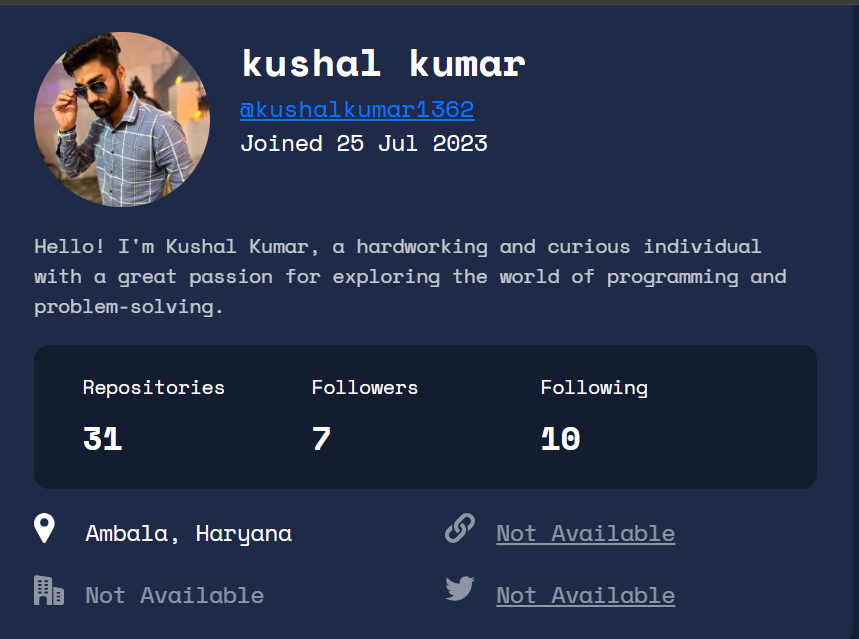 kushal kumar
@kushalkumar1362
Joined 25 Jul 2023
Hello! I'm Kushal Kumar, a hardworking and curious individual
with a great passion for exploring the world of programming and
problem-solving.
Repositories Followers Following
31 7 10
Ambala, Haryana Not Available
Not Available Not Available